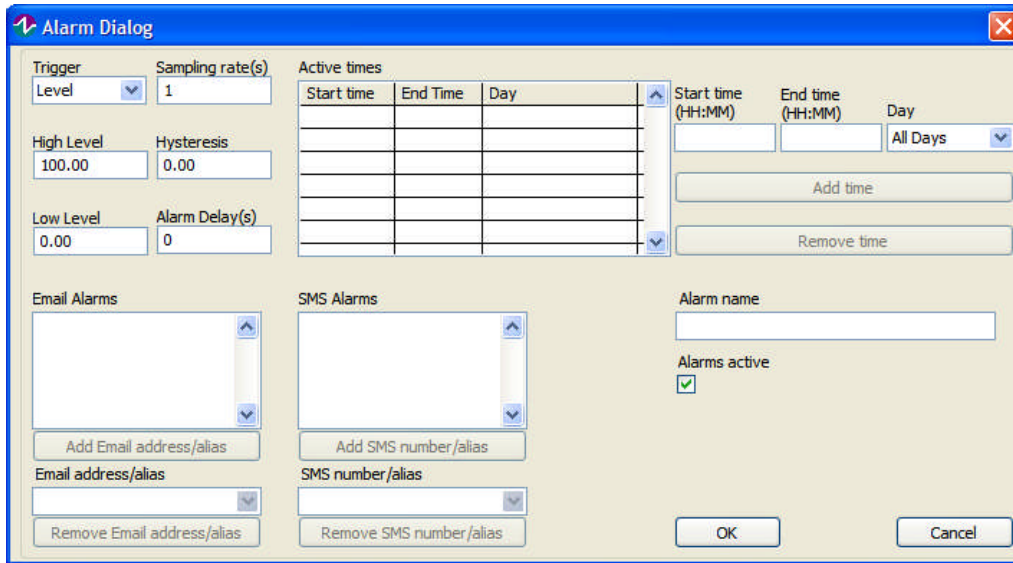 Alarm Dialog
Trigger Sampling rate(s) Active times
Level 1 Start time End Time Day
Start time (HH:MM) End time (HH:MM) Day
All Days
High Level Hysteresis
100.00 0.00
Add time
Low Level Alarm Delay(s)
0.00 0
Remove time
Email Alarms SMS Alarms Alarm name
Alarms active
Add Email address/alias Add SMS number/alias
Email address/alias SMS number/alias
Remove Email address/alias Remove SMS number/alias OK Cancel